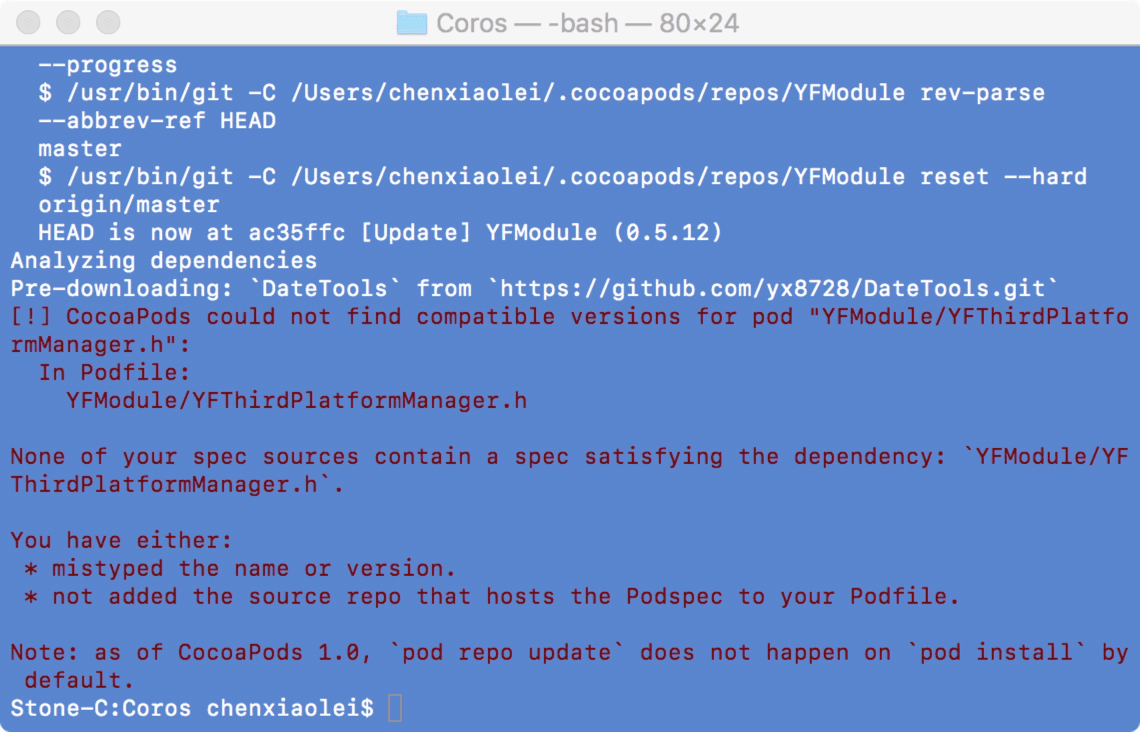 Coros — -bash — 80×24
--progress
$ /usr/bin/git -C /Users/chenxiaolei/.cocoapods/repos/YFModule rev-parse
--abbrev-ref HEAD
master
$ /usr/bin/git -C /Users/chenxiaolei/.cocoapods/repos/YFModule reset --hard
origin/master
HEAD is now at ac35ffc [Update] YFModule (0.5.12)
Analyzing dependencies
Pre-downloading: `DateTools` from `https://github.com/yx8728/DateTools.git`
[!] CocoaPods could not find compatible versions for pod "YFModule/YFThirdPlatfo
rmManager.h":
In Podfile:
YFModule/YFThirdPlatformManager.h
None of your spec sources contain a spec satisfying the dependency: `YFModule/YF
ThirdPlatformManager.h`.
You have either:
* mistyped the name or version.
* not added the source repo that hosts the Podspec to your Podfile.
Note: as of CocoaPods 1.0, `pod repo update` does not happen on `pod install` by
default.
Stone-C:Coros chenxiaolei$